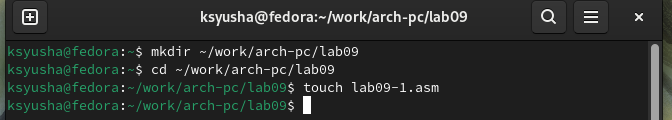 ksyusha@fedora:~/work/arch-pc/lab09
ksyusha@fedora:~$ mkdir ~/work/arch-pc/lab09
ksyusha@fedora:~$ cd ~/work/arch-pc/lab09
ksyusha@fedora:~/work/arch-pc/lab09$ touch lab09-1.asm
ksyusha@fedora:~/work/arch-pc/lab09$